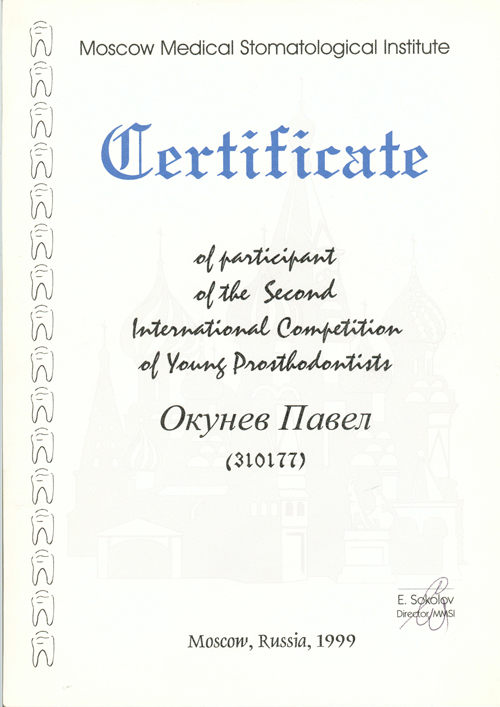 Moscow Medical Stomatological Institute
Certificate
of participant
of the Second
International Competition
of Young Prosthodontists
Окунев Павел
(310177)
E. Sokolov
Director, MMSI
Moscow, Russia, 1999